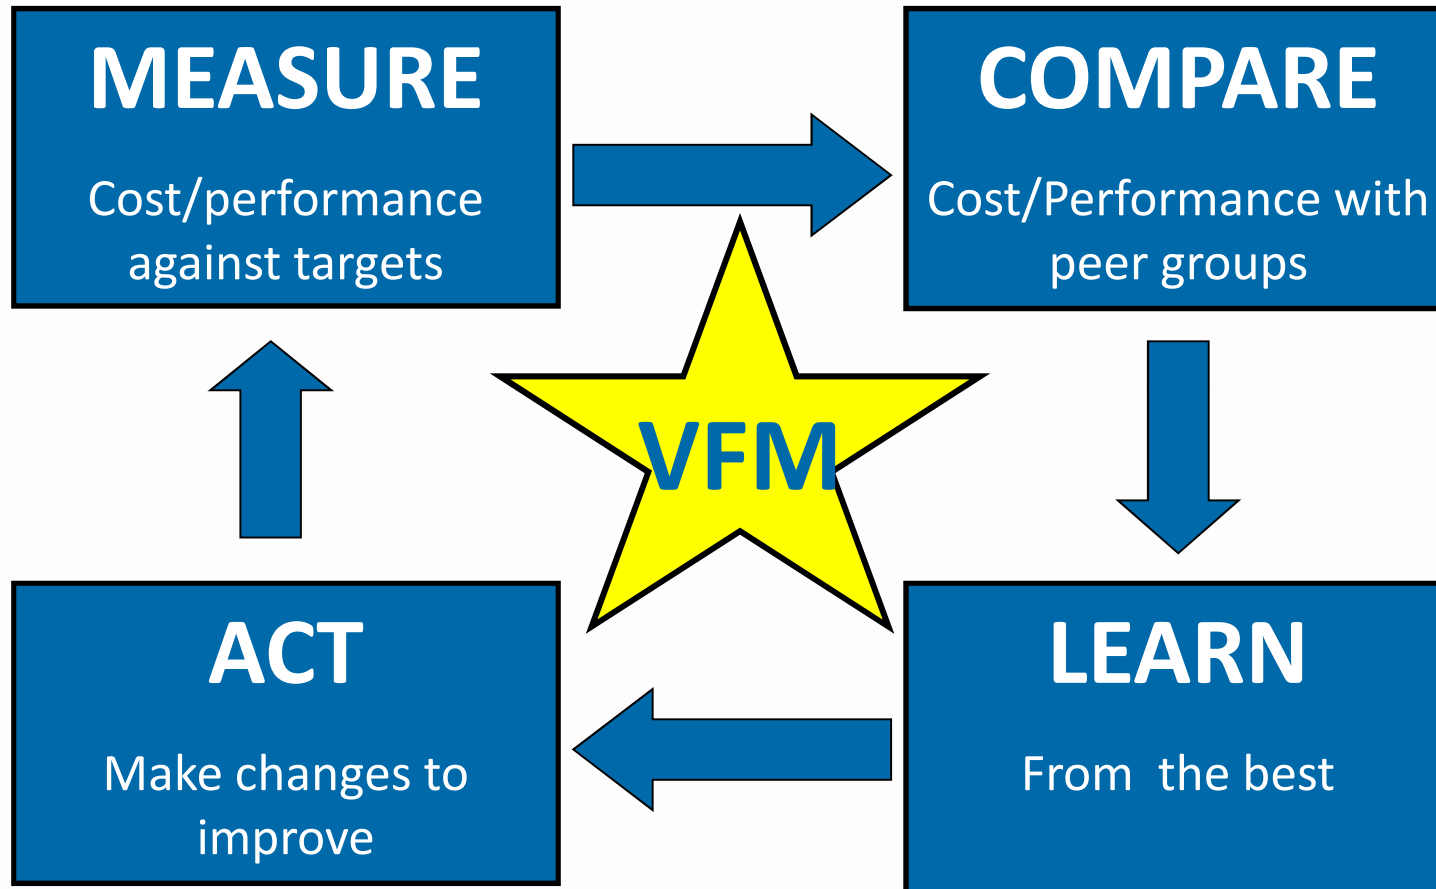 MEASURE
Cost/performance
against targets
COMPARE
Cost/Performance with
peer groups
VFM
ACT
Make changes to
improve
LEARN
From  the best